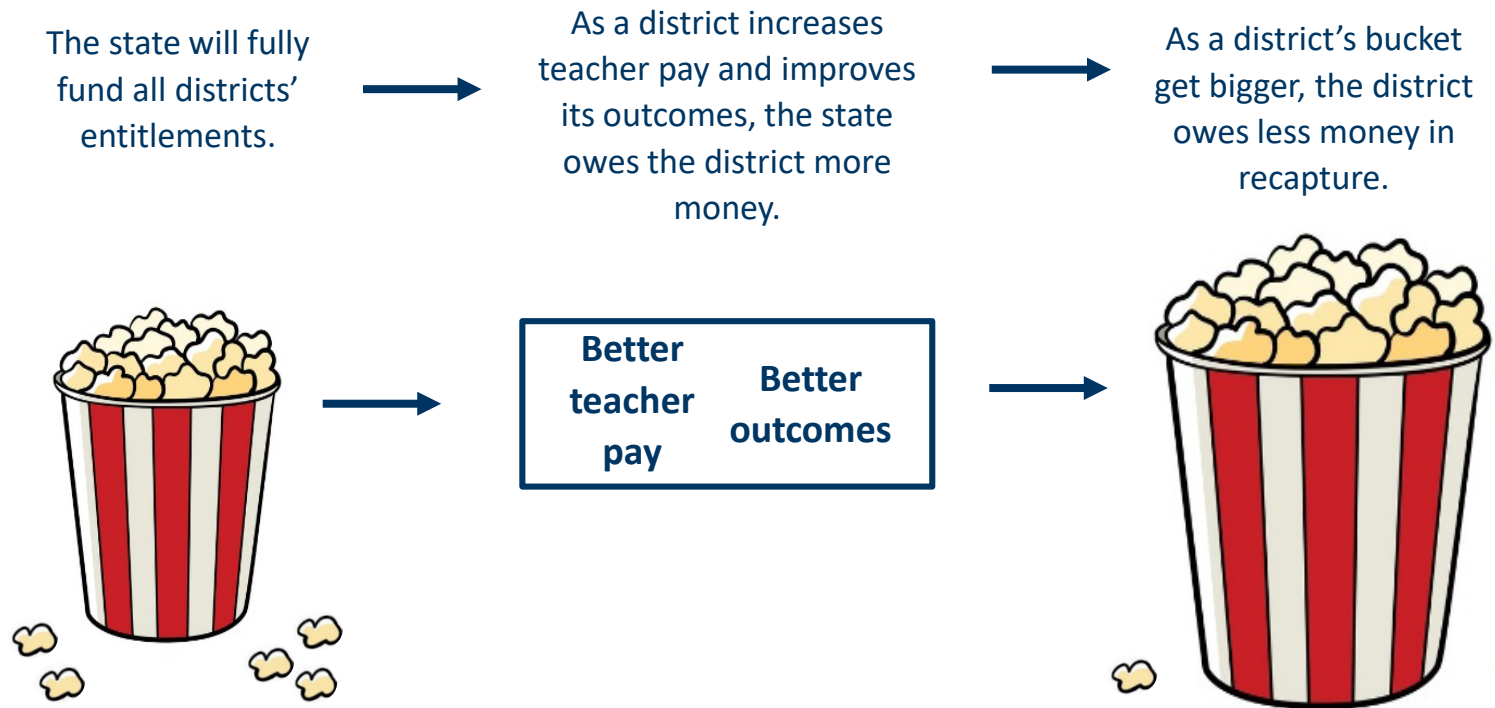 The state will fully
fund all districts’
entitlements.
As a district increases
teacher pay and improves
its outcomes, the state
owes the district more
money.
As a district’s bucket
get bigger, the district
owes less money in
recapture.
Better
teacher
pay
Better
outcomes